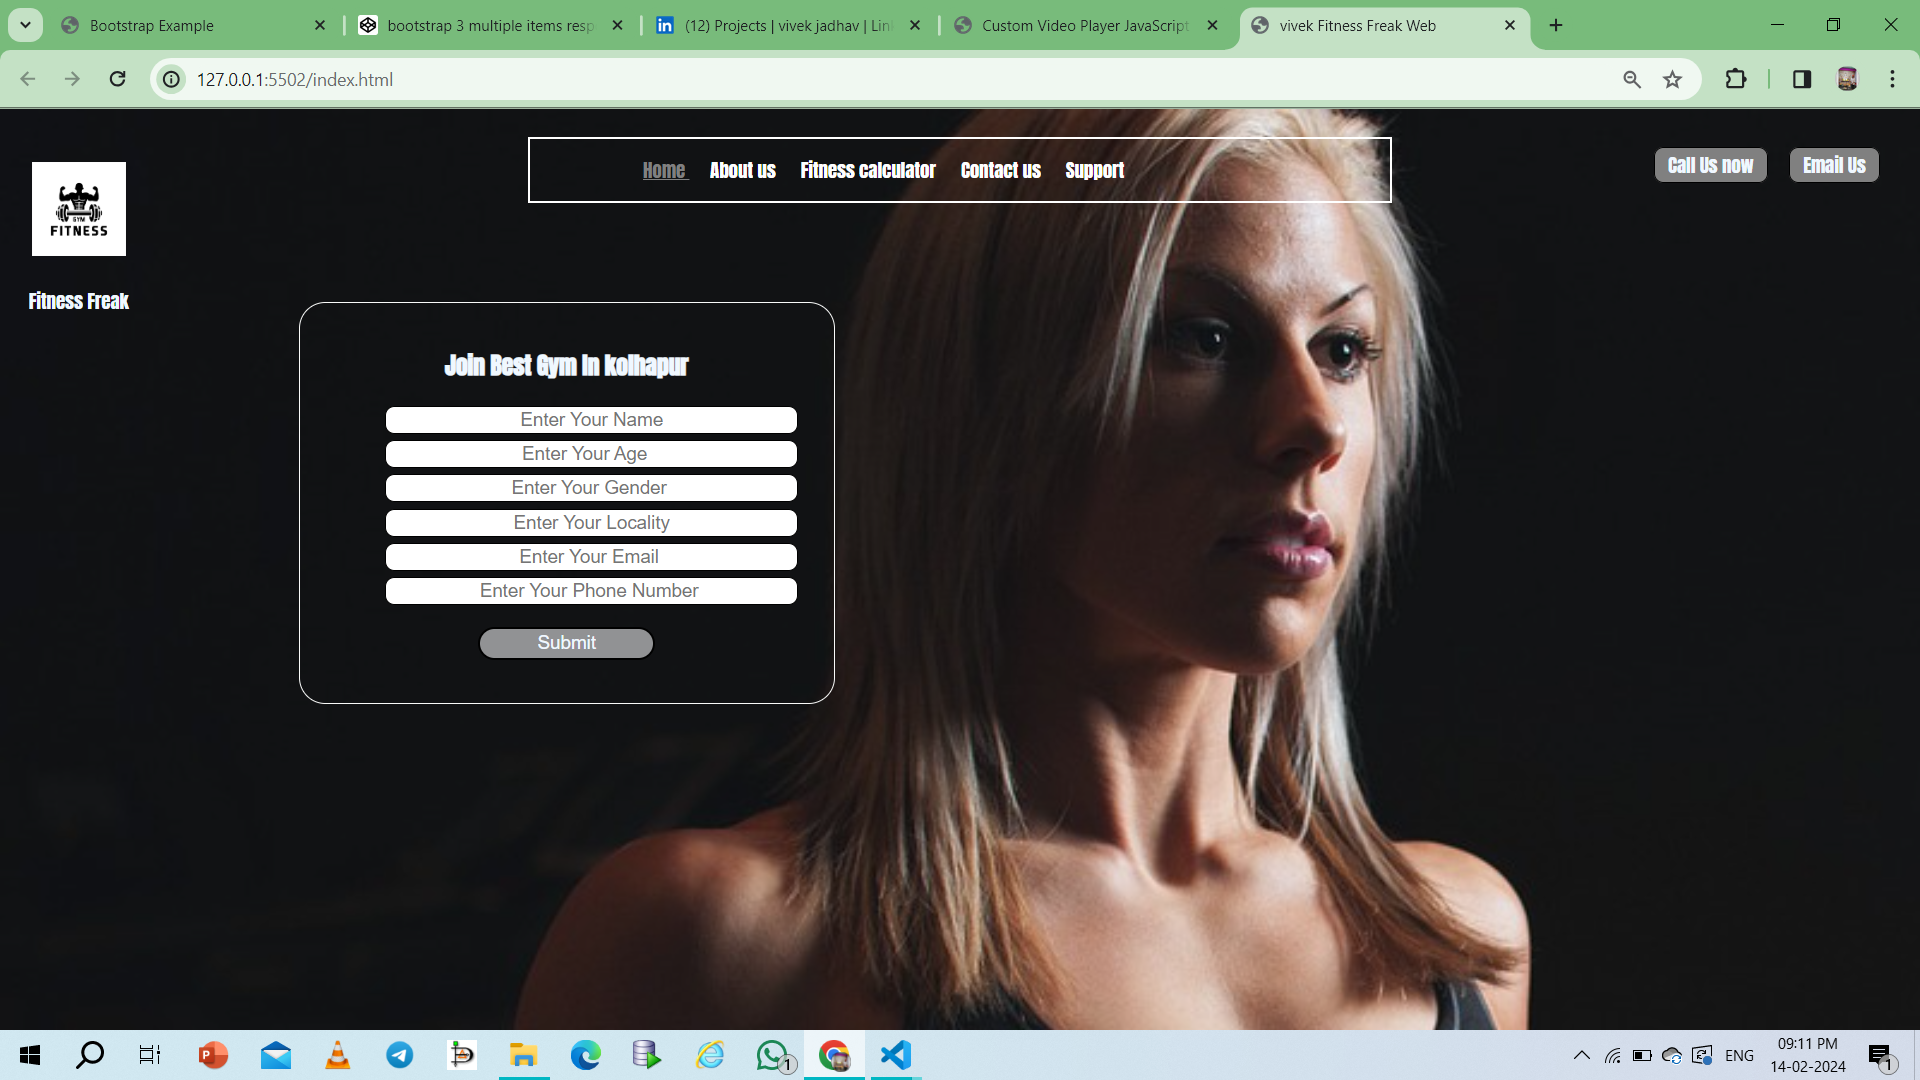 Bootstrap Example
bootstrap 3 multiple items resp
(12) Projects | vivek jadhav | Lin
Custom Video Player JavaScript
vivek Fitness Freak Web
127.0.0.1:5502/index.html
GYM
FITNESS
Fitness Freak
Home
About us
Fitness calculator
Contact us
Support
Call Us now
Email Us
Join Best Gym In kolhapur
Enter Your Name
Enter Your Age
Enter Your Gender
Enter Your Locality
Enter Your Email
Enter Your Phone Number
Submit
1
ENG
09:11 PM
14-02-2024
1